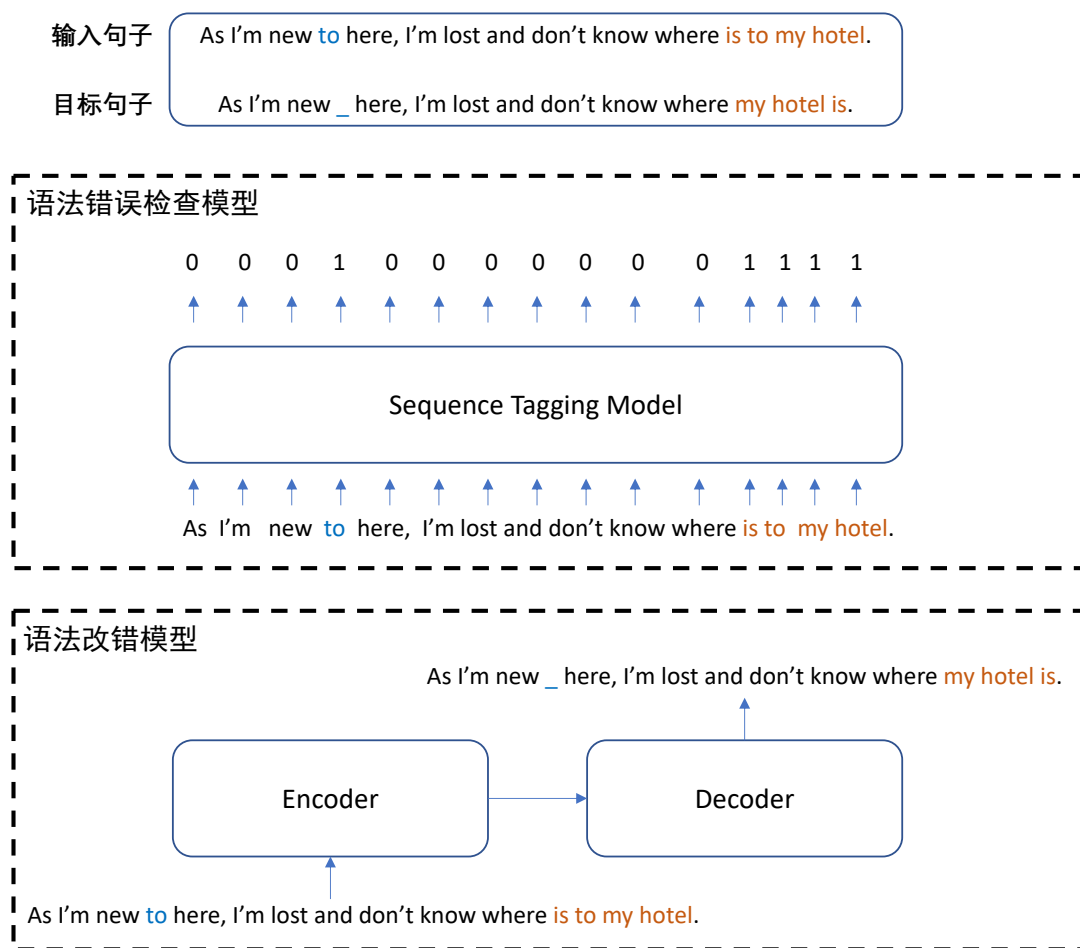 输入句子 As I'm new to here, I'm lost and don't know where is to my hotel.
目标句子 As I'm new _ here, I'm lost and don't know where my hotel is.
语法错误检查模型
0 0 0 1 0 0 0 0 0 0 0 1 1 1 1
Sequence Tagging Model
As I'm new to here, I'm lost and don't know where is to my hotel.
语法改错模型
As I'm new _ here, I'm lost and don't know where my hotel is.
Encoder Decoder
As I'm new to here, I'm lost and don't know where is to my hotel.